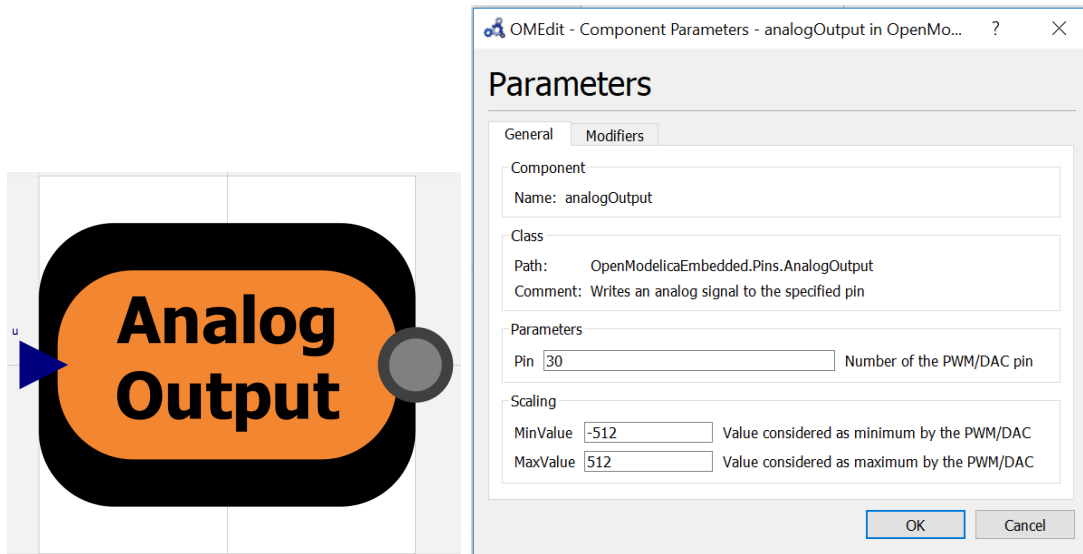 u
Analog
Output
OMEdit - Component Parameters - analogOutput in OpenMo... ?
Parameters
General Modifiers
Component
Name: analogOutput
Class
Path: OpenModelicaEmbedded.Pins.AnalogOutput
Comment: Writes an analog signal to the specified pin
Parameters
Pin 30 Number of the PWM/DAC pin
Scaling
MinValue -512 Value considered as minimum by the PWM/DAC
MaxValue 512 Value considered as maximum by the PWM/DAC
OK Cancel